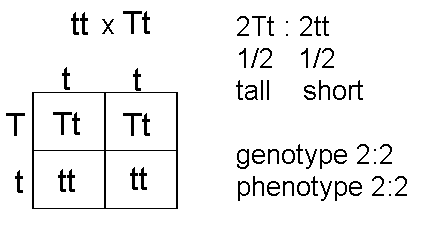 tt x Tt
t t
T Tt Tt
t tt tt
2Tt : 2tt
1/2 1/2
tall short
genotype 2:2
phenotype 2:2